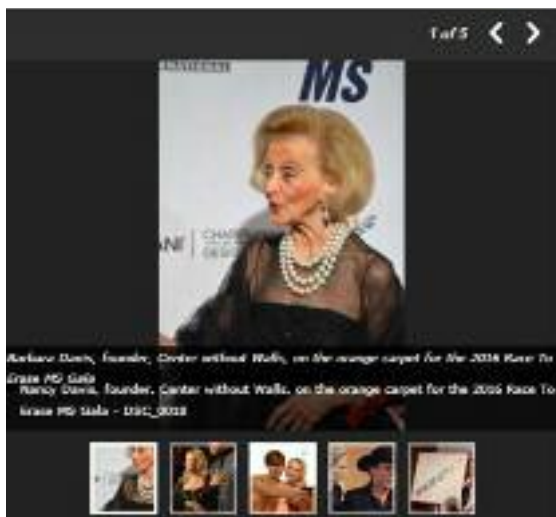 1 of 5
MS
ANI
Barbara Davis, founder, Center without Walls, on the orange carpet for the 2016 Race To
Erase MS Gala
Nancy Davis, founder, Center without Walls, on the orange carpet for the 2016 Race To
Erase MS Gala - DSC_0018